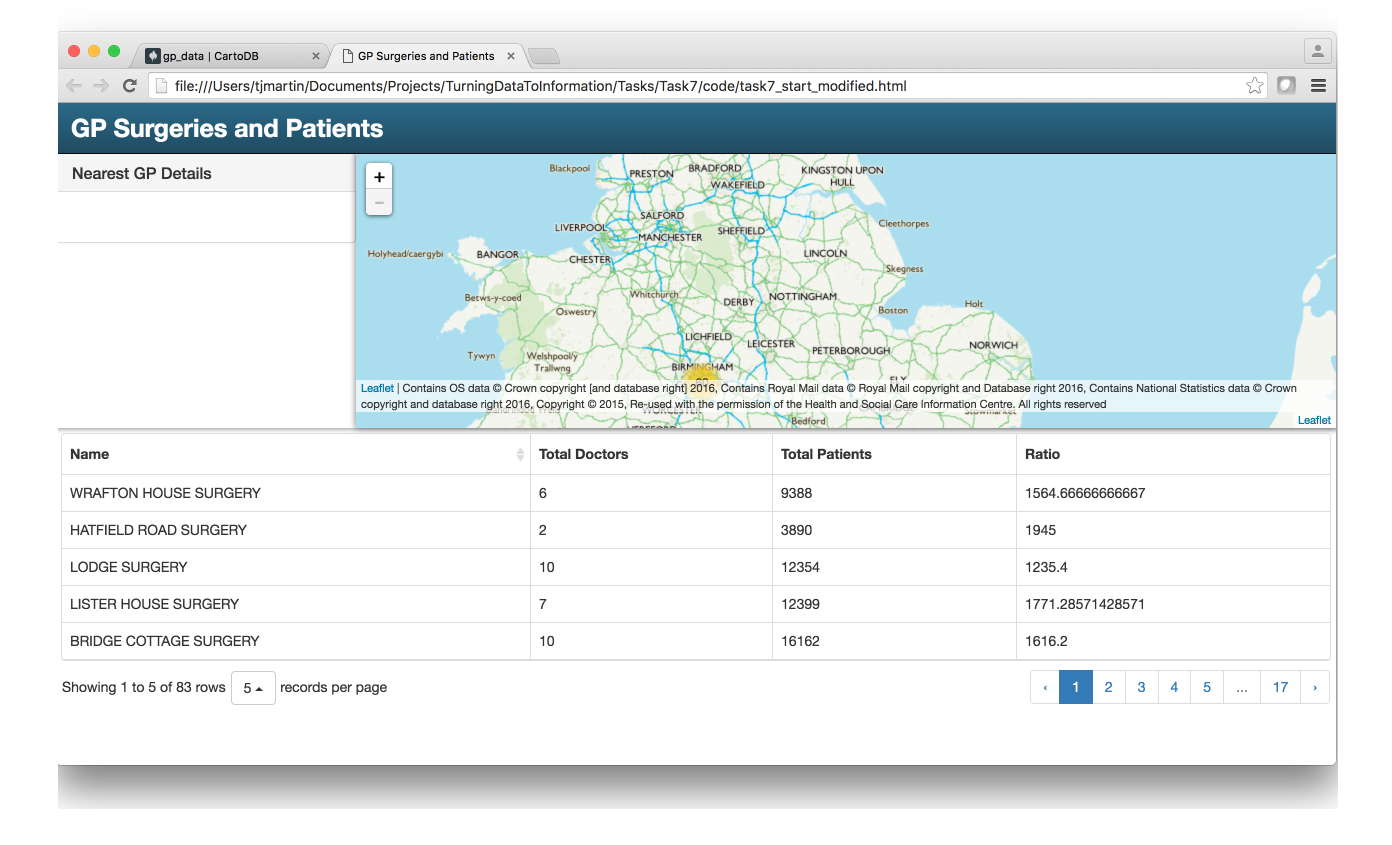 gp_data | CartoDB
GP Surgeries and Patients
file:///Users/tjmartin/Documents/Projects/TurningDataToInformation/Tasks/Task7/code/task7_start_modified.html
GP Surgeries and Patients
Nearest GP Details
+
−
Blackpool
PRESTON
BRADFORD
KINGSTON UPON
HULL
WAKEFIELD
SALFORD
LIVERPOOL
MANCHESTER
SHEFFIELD
Cleethorpes
Holyhead/caergybi
BANGOR
CHESTER
LINCOLN
Skegness
Betws-y-coed
Whitchurch
DERBY
NOTTINGHAM
Oswestry
Boston
Holt
LICHFIELD
LEICESTER
PETERBOROUGH
NORWICH
Tywyn
Welshpool/y
Trallwng
BIRMINGHAM
ELY
Leaflet | Contains OS data © Crown copyright [and database right] 2016, Contains Royal Mail data © Royal Mail copyright and Database right 2016, Contains National Statistics data © Crown
copyright and database right 2016, Copyright © 2015, Re-used with the permission of the Health and Social Care Information Centre. All rights reserved
WORCESTER
Stowmarket
Bedford
HEREFORD
Leaflet
Name Total Doctors Total Patients Ratio
WRAFTON HOUSE SURGERY 6 9388 1564.66666666667
HATFIELD ROAD SURGERY 2 3890 1945
LODGE SURGERY 10 12354 1235.4
LISTER HOUSE SURGERY 7 12399 1771.28571428571
BRIDGE COTTAGE SURGERY 10 16162 1616.2
Showing 1 to 5 of 83 rows 5 records per page ‹ 1 2 3 4 5 ... 17 ›